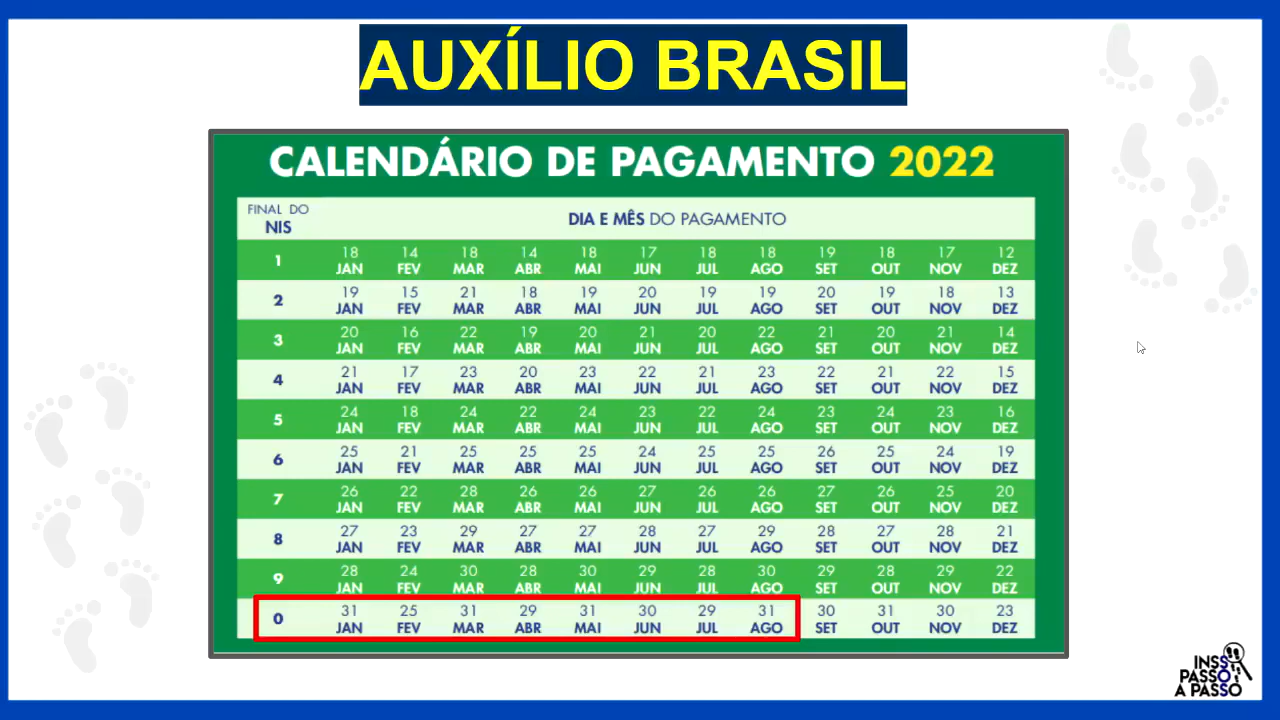 AUXÍLIO BRASIL
CALENDÁRIO DE PAGAMENTO 2022
FINAL DO NIS DIA E MÊS DO PAGAMENTO
1 18 JAN 14 FEV 18 MAR 14 ABR 18 MAI 17 JUN 18 JUL 18 AGO 19 SET 18 OUT 17 NOV 12 DEZ
2 19 JAN 15 FEV 21 MAR 18 ABR 19 MAI 20 JUN 19 JUL 19 AGO 20 SET 19 OUT 18 NOV 13 DEZ
3 20 JAN 16 FEV 22 MAR 19 ABR 20 MAI 21 JUN 20 JUL 22 AGO 21 SET 20 OUT 21 NOV 14 DEZ
4 21 JAN 17 FEV 23 MAR 20 ABR 23 MAI 22 JUN 21 JUL 23 AGO 22 SET 21 OUT 22 NOV 15 DEZ
5 24 JAN 18 FEV 24 MAR 22 ABR 24 MAI 23 JUN 22 JUL 24 AGO 23 SET 24 OUT 23 NOV 16 DEZ
6 25 JAN 21 FEV 25 MAR 25 ABR 25 MAI 24 JUN 25 JUL 25 AGO 26 SET 25 OUT 24 NOV 19 DEZ
7 26 JAN 22 FEV 28 MAR 26 ABR 26 MAI 27 JUN 26 JUL 26 AGO 27 SET 26 OUT 25 NOV 20 DEZ
8 27 JAN 23 FEV 29 MAR 27 ABR 27 MAI 28 JUN 27 JUL 29 AGO 28 SET 27 OUT 28 NOV 21 DEZ
9 28 JAN 24 FEV 30 MAR 28 ABR 30 MAI 29 JUN 28 JUL 30 AGO 29 SET 28 OUT 29 NOV 22 DEZ
0 31 JAN 25 FEV 31 MAR 29 ABR 31 MAI 30 JUN 29 JUL 31 AGO 30 SET 31 OUT 30 NOV 23 DEZ
INSS
PASSO
A PASSO